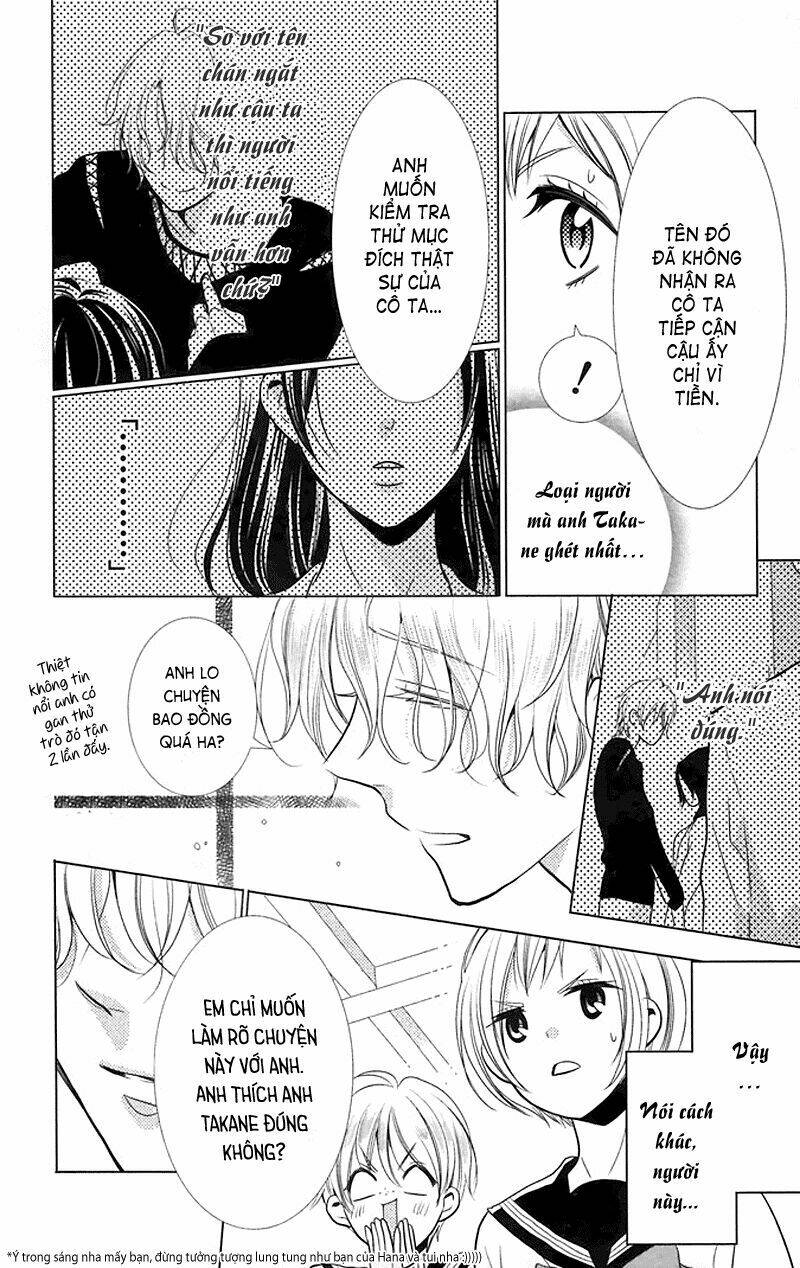 TÊN ĐÓ
ĐÃ KHÔNG
NHẬN RA
CÔ TA
TIẾP CẬN
CẬU ẤY
CHỈ VÌ
TIỀN.
!
Loại người
mà anh Taka-
ne ghét nhất...
ANH
MUỐN
KIỂM TRA
THỬ MỤC
ĐÍCH THẬT
SỰ CỦA
CÔ TA...
"So với tên
chán ngắt
như câu ta
thì người
nổi tiếng
như anh
vẫn hơn
chứ?"
"Anh nói
đúng."
ANH LO
CHUYỆN
BAO ĐỒNG
QUÁ HA?
Thiệt
không tin
nổi anh có
gan thử
trò đó tận
2 lần đấy.
Vậy
...
Nói cách
khác,
người
này...
EM CHỈ MUỐN
LÀM RÕ CHUYỆN
NÀY VỚI ANH.
ANH THÍCH ANH
TAKANE ĐÚNG
KHÔNG?
*Ý trong sáng nha mấy bạn, đừng tưởng tượng lung tung như bạn của Hana và tui nha :)))))